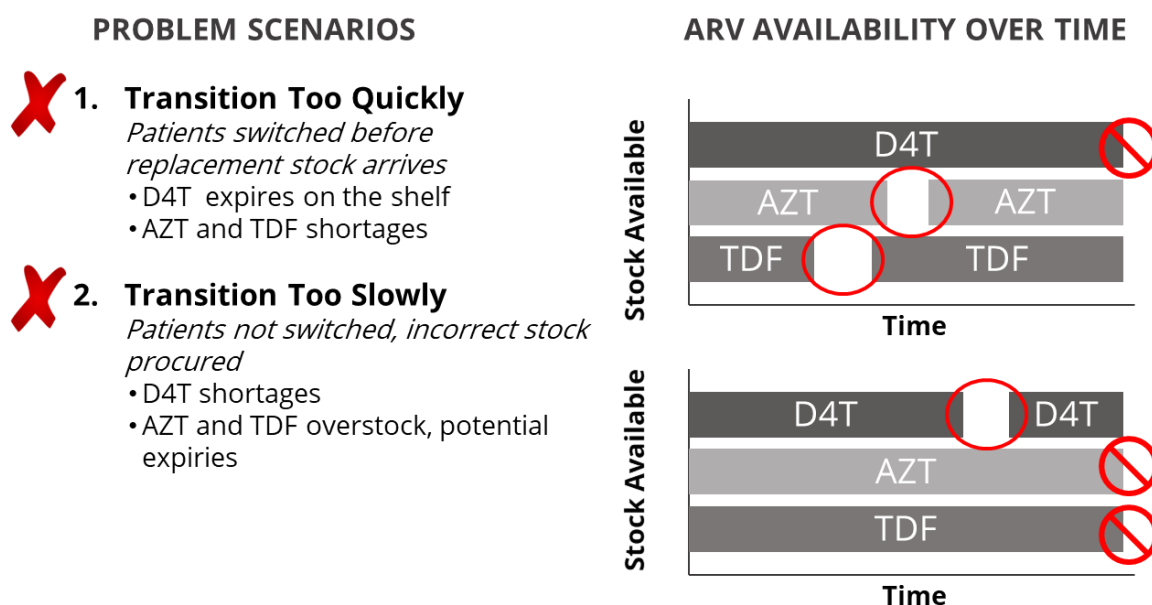 PROBLEM SCENARIOS
1. Transition Too Quickly
Patients switched before
replacement stock arrives
• D4T expires on the shelf
• AZT and TDF shortages
2. Transition Too Slowly
Patients not switched, incorrect stock
procured
• D4T shortages
• AZT and TDF overstock, potential
expiries
ARV AVAILABILITY OVER TIME
Stock Available
D4T
AZT AZT
TDF TDF
Time
Stock Available
D4T D4T
AZT
TDF
Time